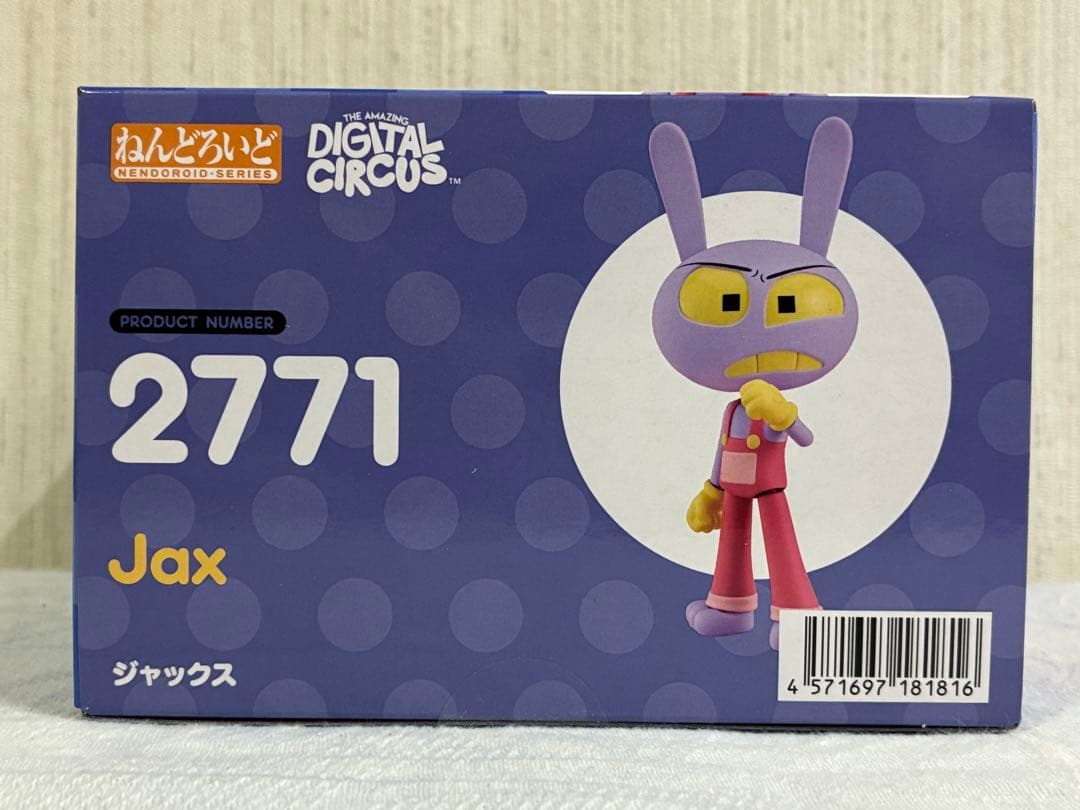 ねんどろいど
NENDOROID·SERIES
THE AMAZING
DIGITAL
CIRCUS™
PRODUCT NUMBER
2771
Jax
ジャックス
4 571697 181816